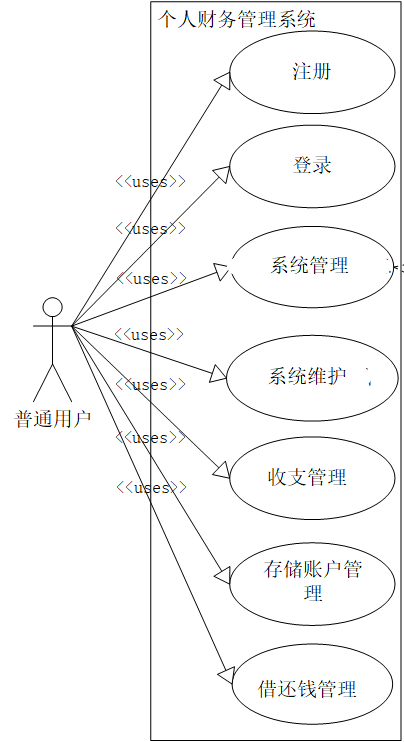 个人财务管理系统
注册
<<uses>>
登录
<<uses>>
系统管理
<<uses>>
<<uses>>
系统维护
<<uses>>
普通用户
<<uses>>
收支管理
<<uses>>
存储账户管
理
借还钱管理